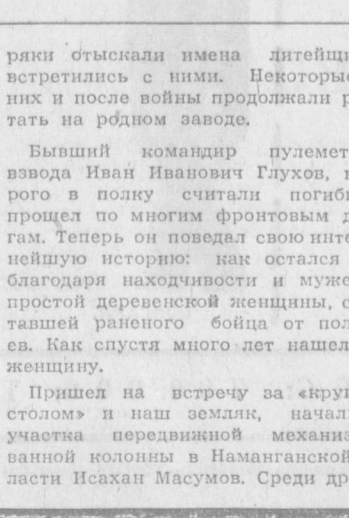 ряки отыскали имена литейщи
встретились с ними. Некоторые
них и после войны продолжали р
тать на родном заводе.
Бывший командир пулемет
взвода Иван Иванович Глухов, к
рого в полку считали погибш
прошел по многим фронтовым д
гам. Теперь он поведал свою инте
нейшую историю: как остался
благодаря находчивости и муже
простой деревенской женщины, с
тавшей раненого бойца от пол
ев. Как спустя много лет нашел
женщину.
Пришел на встречу за «круг
столом» и наш земляк, началь
участка передвижной механиз
ванной колонны в Наманганской
ласти Исахан Масумов. Среди др